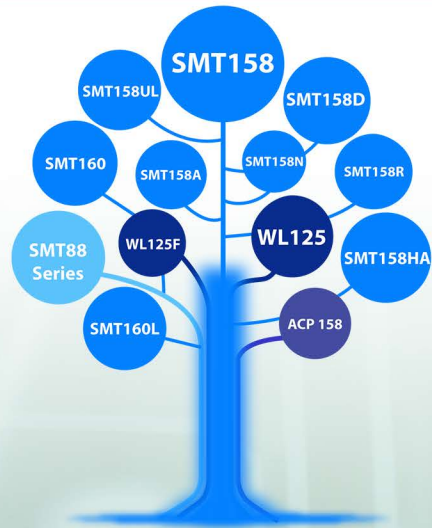 SMT158
SMT158UL
SMT158D
SMT160
SMT158A
SMT158N
SMT158R
SMT88
Series
WL125F
WL125
SMT158HA
SMT160L
ACP 158